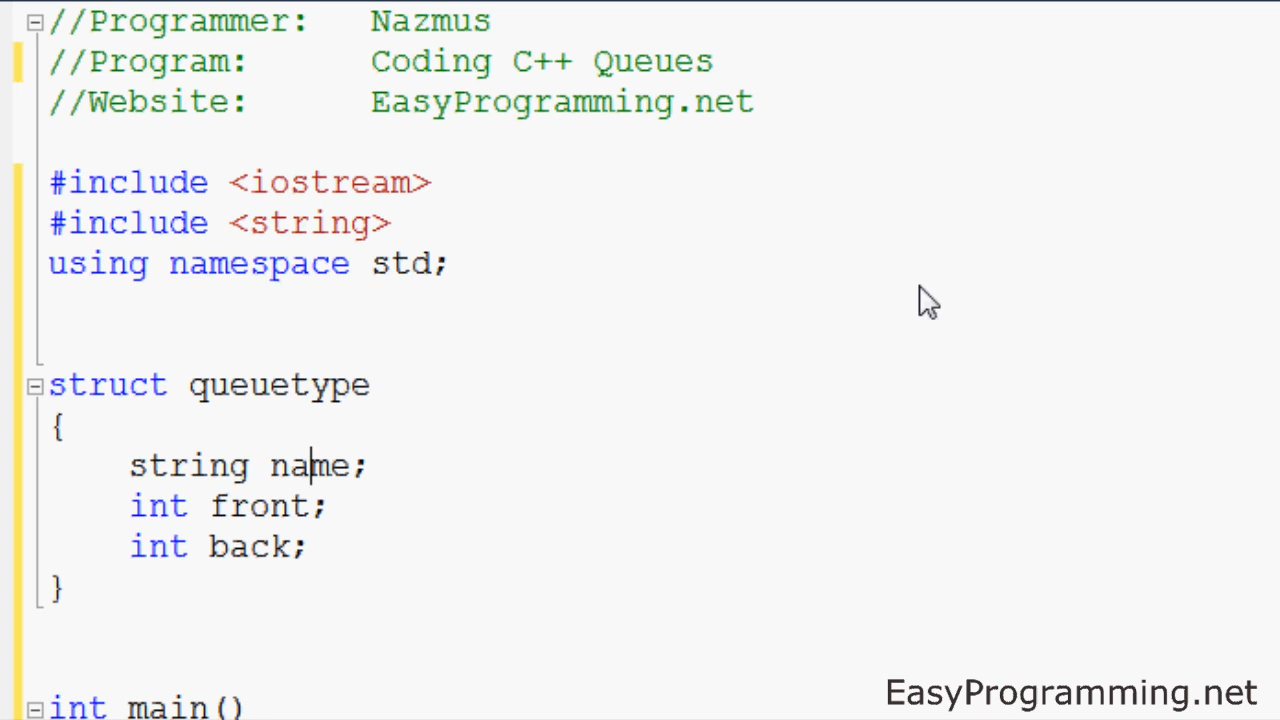 //Programmer: Nazmus
//Program: Coding C++ Queues
//Website: EasyProgramming.net
#include <iostream>
#include <string>
using namespace std;
struct queuetype
{
string name;
int front;
int back;
}
int main()
EasyProgramming.net